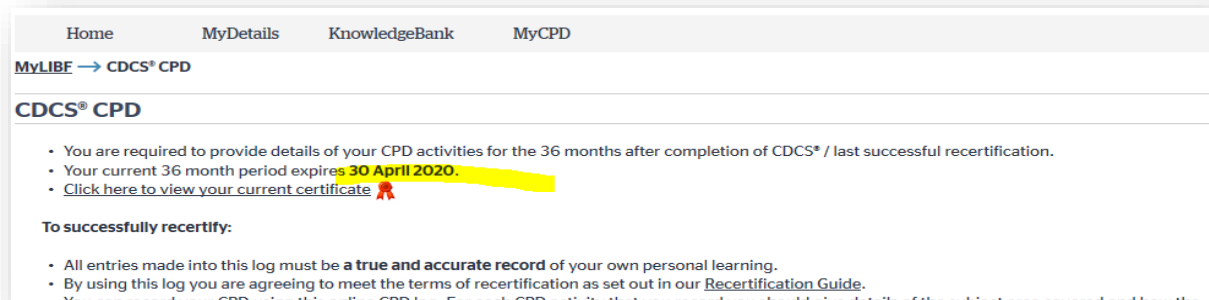 Home MyDetails KnowledgeBank MyCPD
MyLIBF → CDCS® CPD
CDCS® CPD
• You are required to provide details of your CPD activities for the 36 months after completion of CDCS® / last successful recertification.
• Your current 36 month period expires 30 April 2020.
• Click here to view your current certificate
To successfully recertify:
• All entries made into this log must be a true and accurate record of your own personal learning.
• By using this log you are agreeing to meet the terms of recertification as set out in our Recertification Guide.